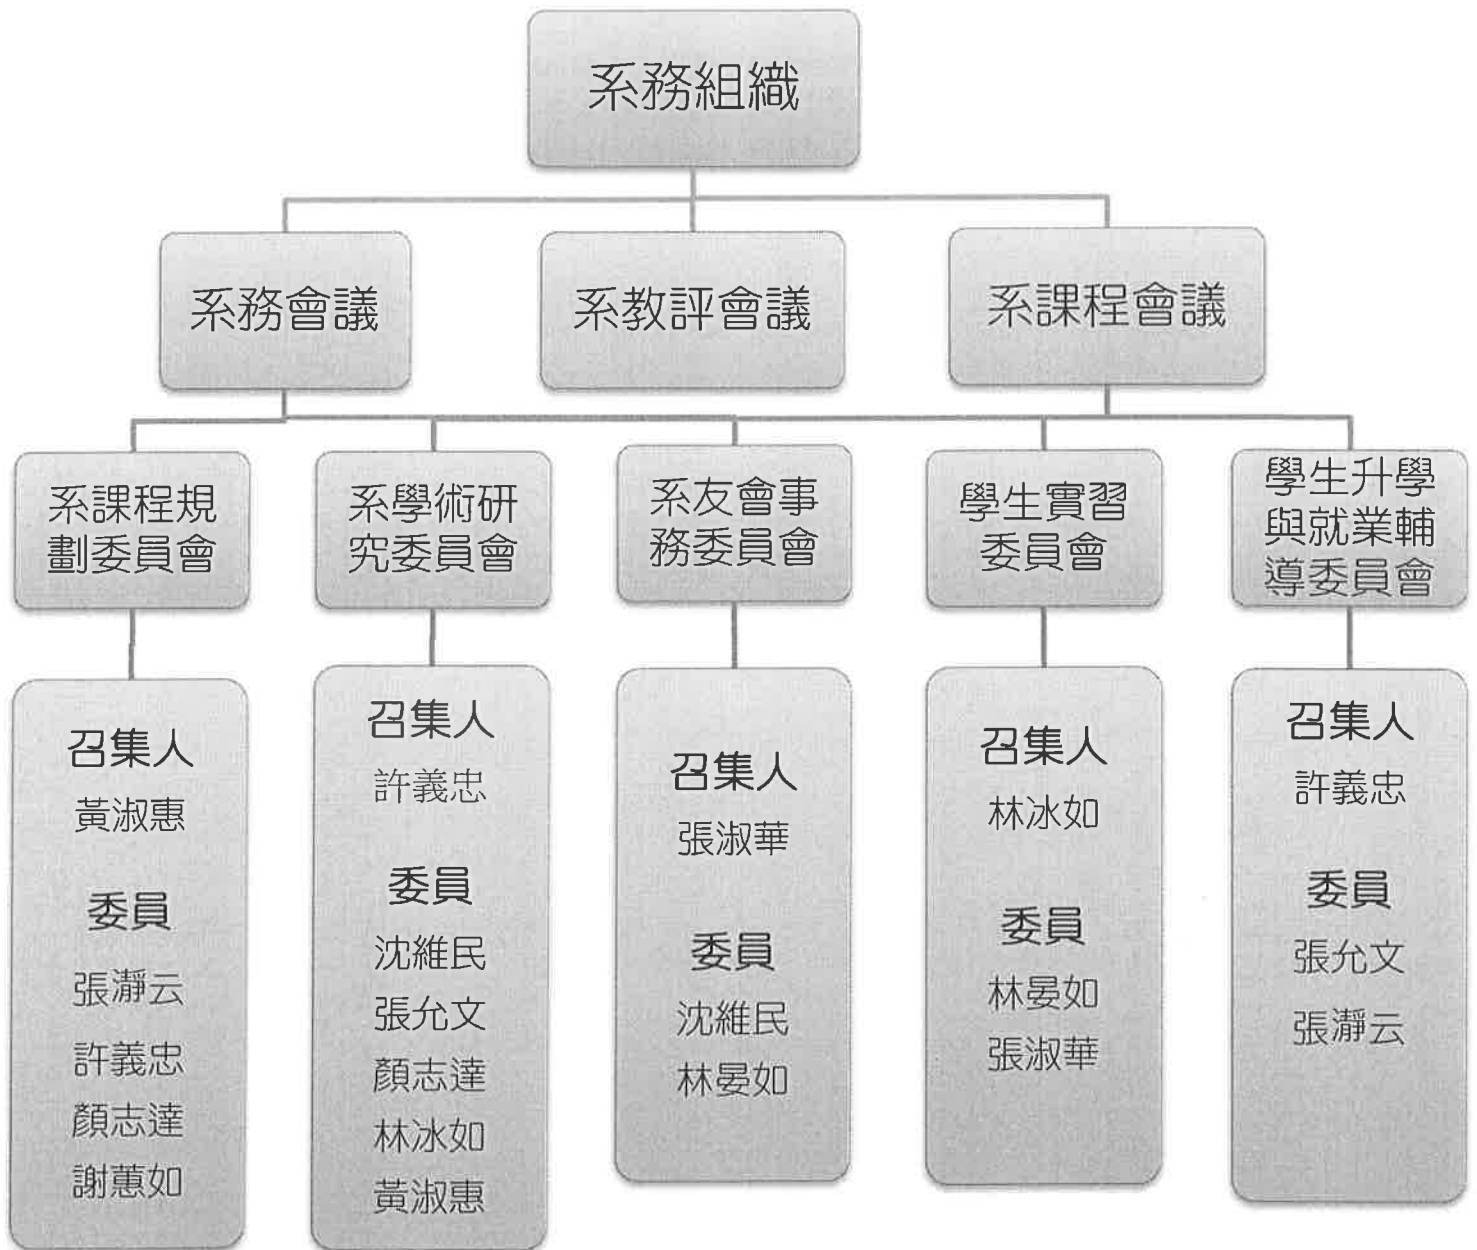 系務組織
系務會議
系教評會議
系課程會議
系課程規
劃委員會
系學術研
究委員會
系友會事
務委員會
學生實習
委員會
學生升學
與就業輔
導委員會
召集人
黃淑惠
委員
張瀞云
許義忠
顏志達
謝蕙如
召集人
許義忠
委員
沈維民
張允文
顏志達
林冰如
黃淑惠
召集人
張淑華
委員
沈維民
林晏如
召集人
林冰如
委員
林晏如
張淑華
召集人
許義忠
委員
張允文
張瀞云